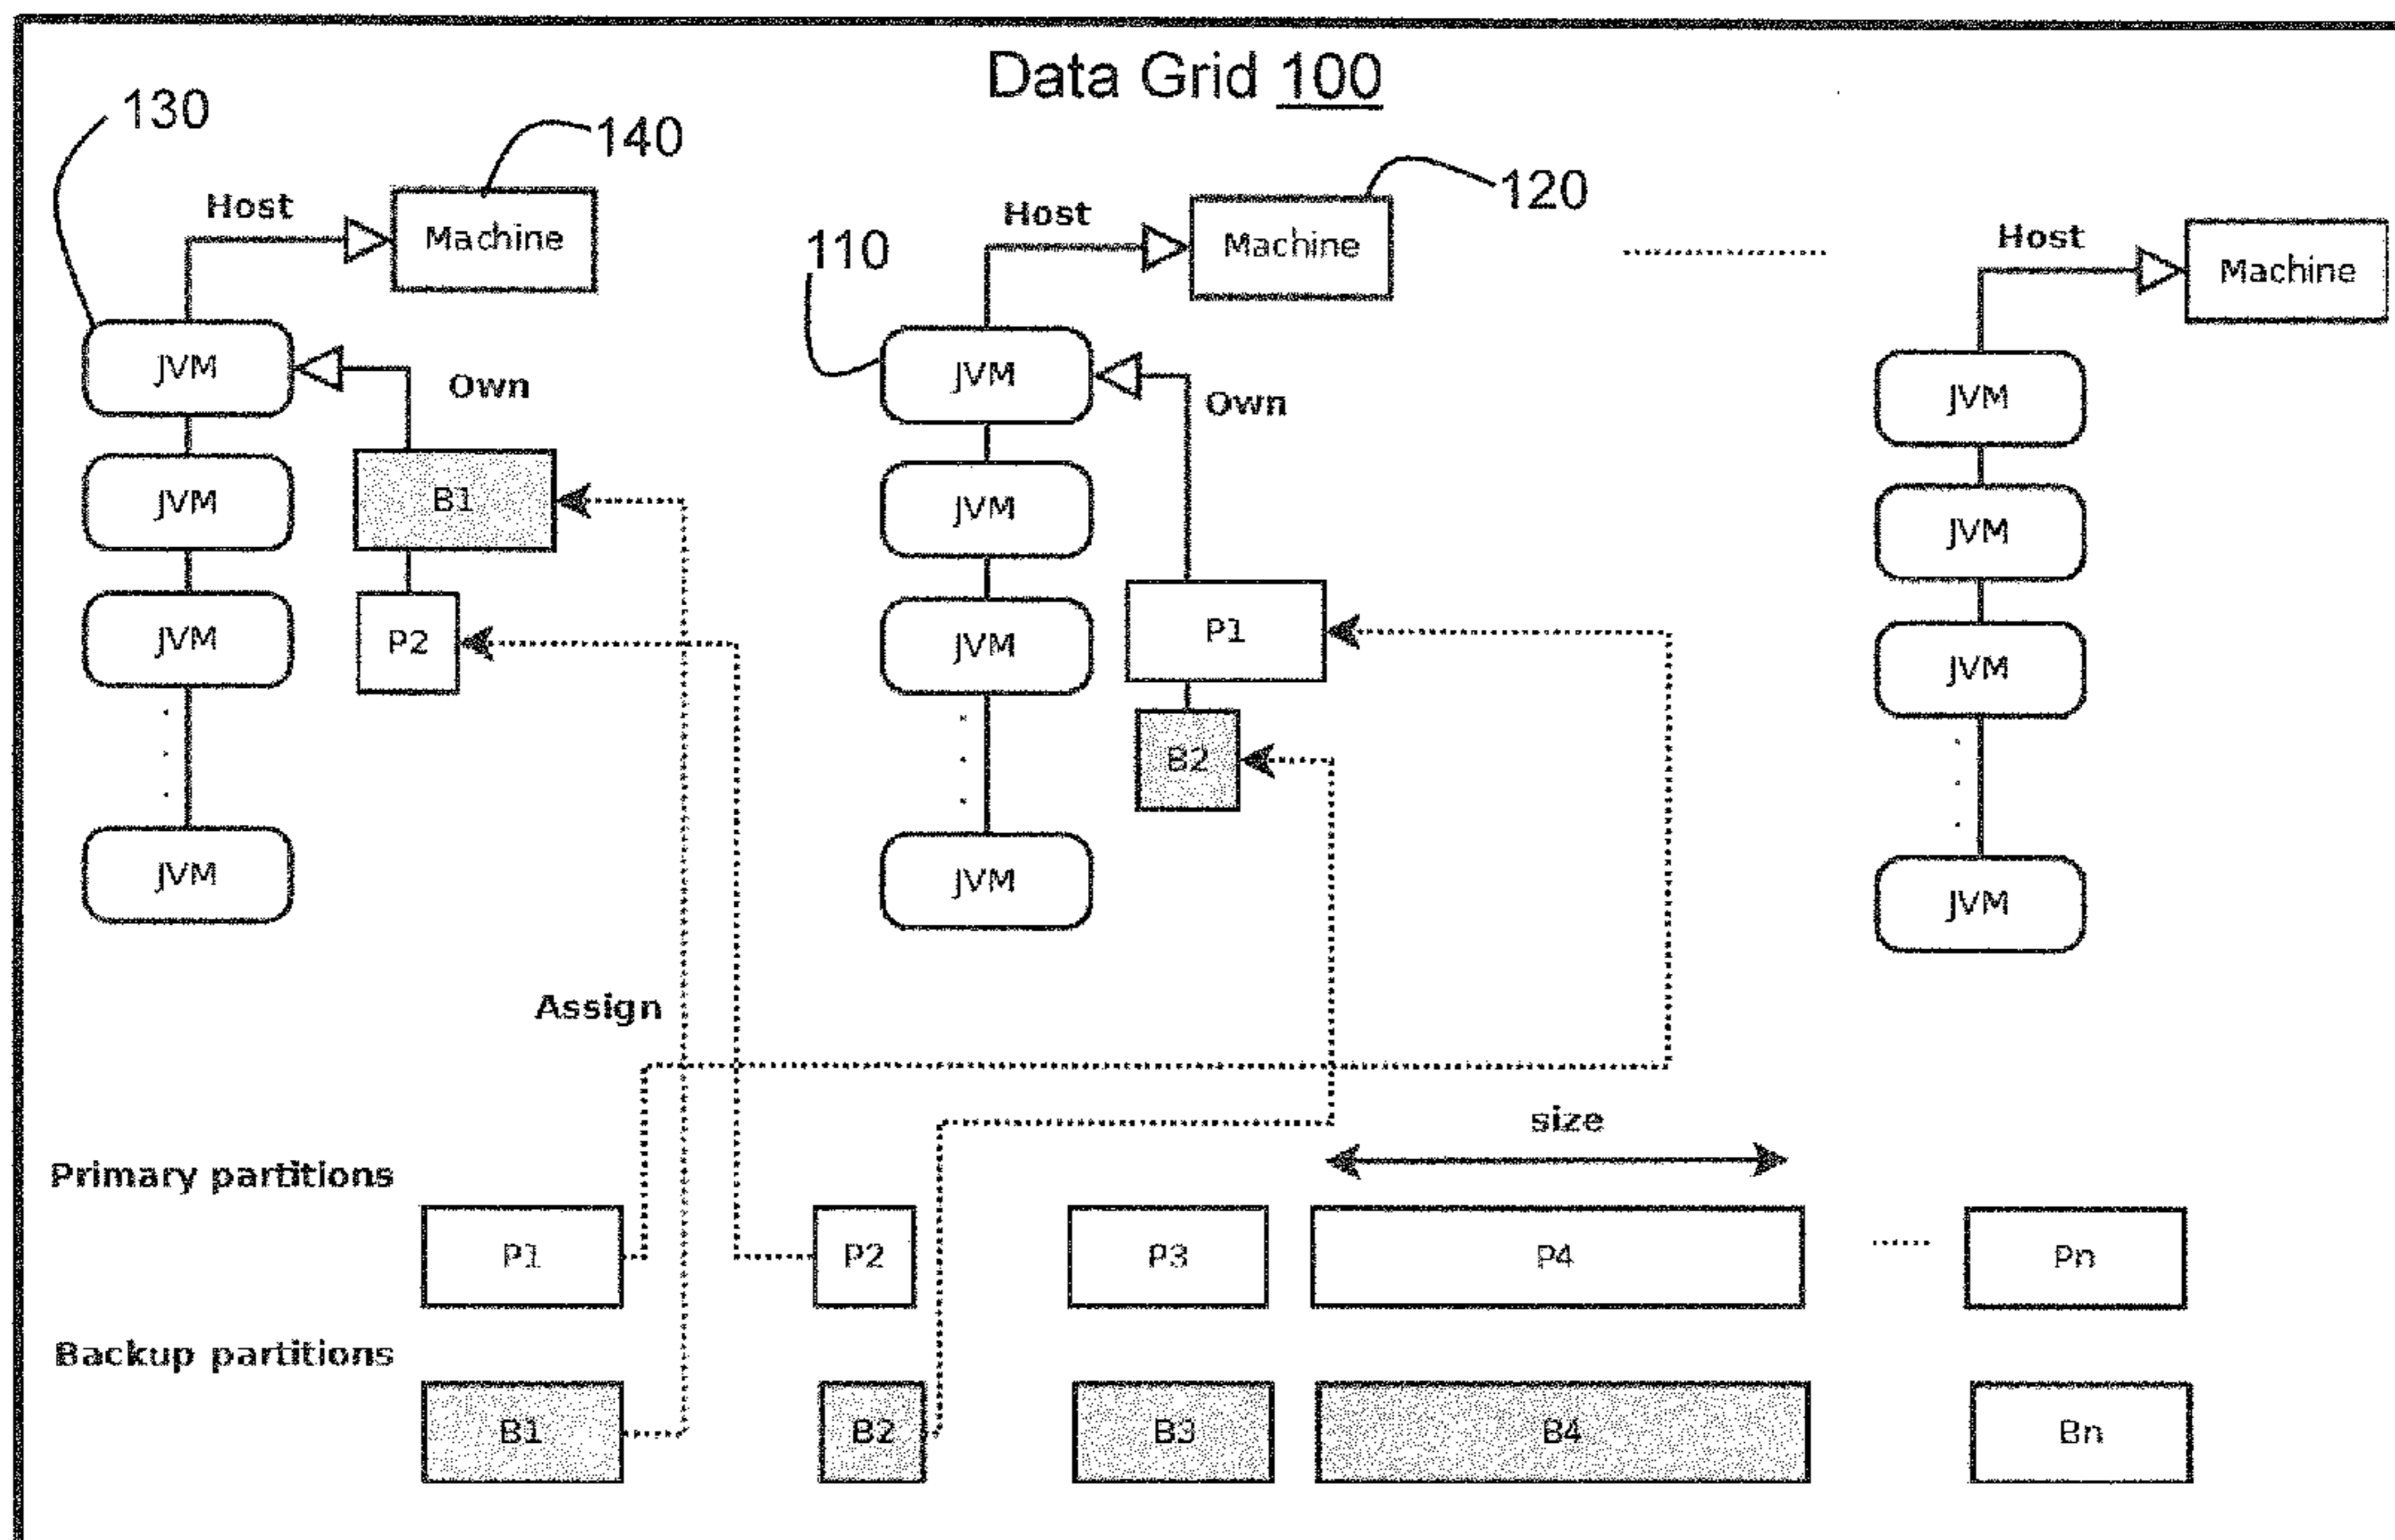 Data Grid 100
130
140
120
110
Host
Machine
Host
Machine
Host
Machine
JVM
Own
B1
P2
JVM
JVM
JVM
JVM
Own
P1
B2
JVM
JVM
JVM
JVM
JVM
JVM
JVM
Assign
size
Primary partitions
P1
P2
P3
P4
Pn
Backup partitions
B1
B2
B3
B4
Bn